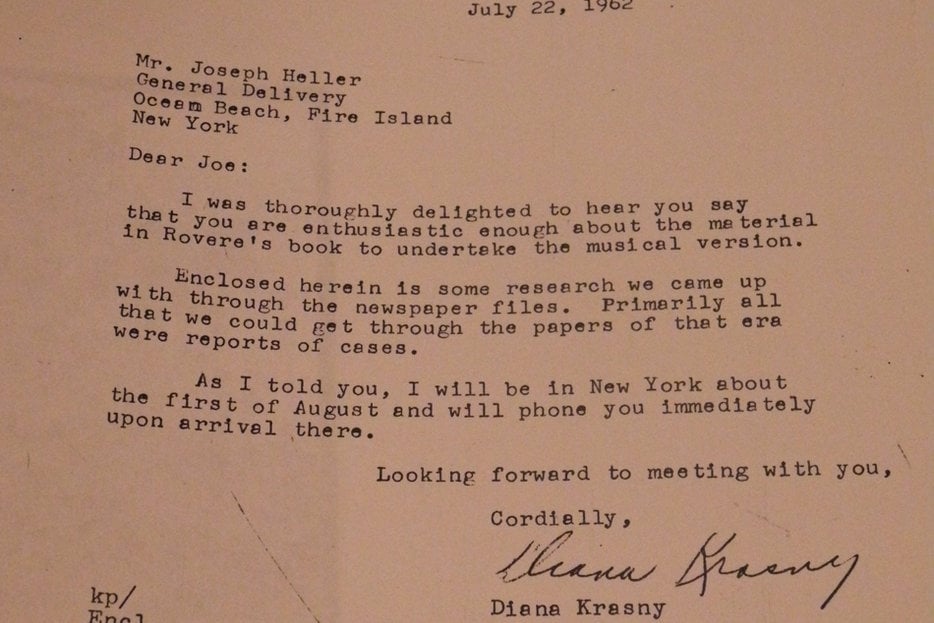 July 22, 1962
Mr. Joseph Heller
General Delivery
Oceam Beach, Fire Island
New York
Dear Joe:
I was thoroughly delighted to hear you say
that you are enthusiastic enough about the material
in Rovere's book to undertake the musical version.
Enclosed herein is some research we came up
with through the newspaper files. Primarily all
that we could get through the papers of that era
were reports of cases.
As I told you, I will be in New York about
the first of August and will phone you immediately
upon arrival there.
Looking forward to meeting with you,
Cordially,
Diana Krasny
Diana Krasny
kp/
Encl